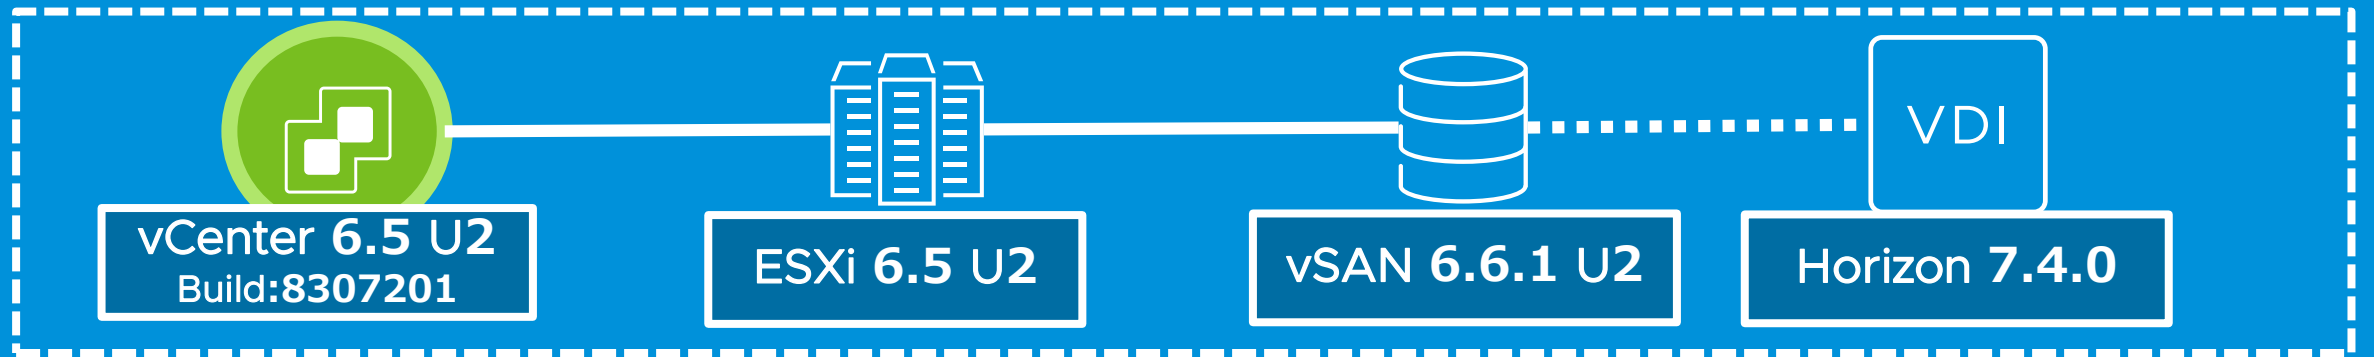 VDI
vCenter 6.5 U2
Build:8307201
ESXi 6.5 U2
vSAN 6.6.1 U2
Horizon 7.4.0